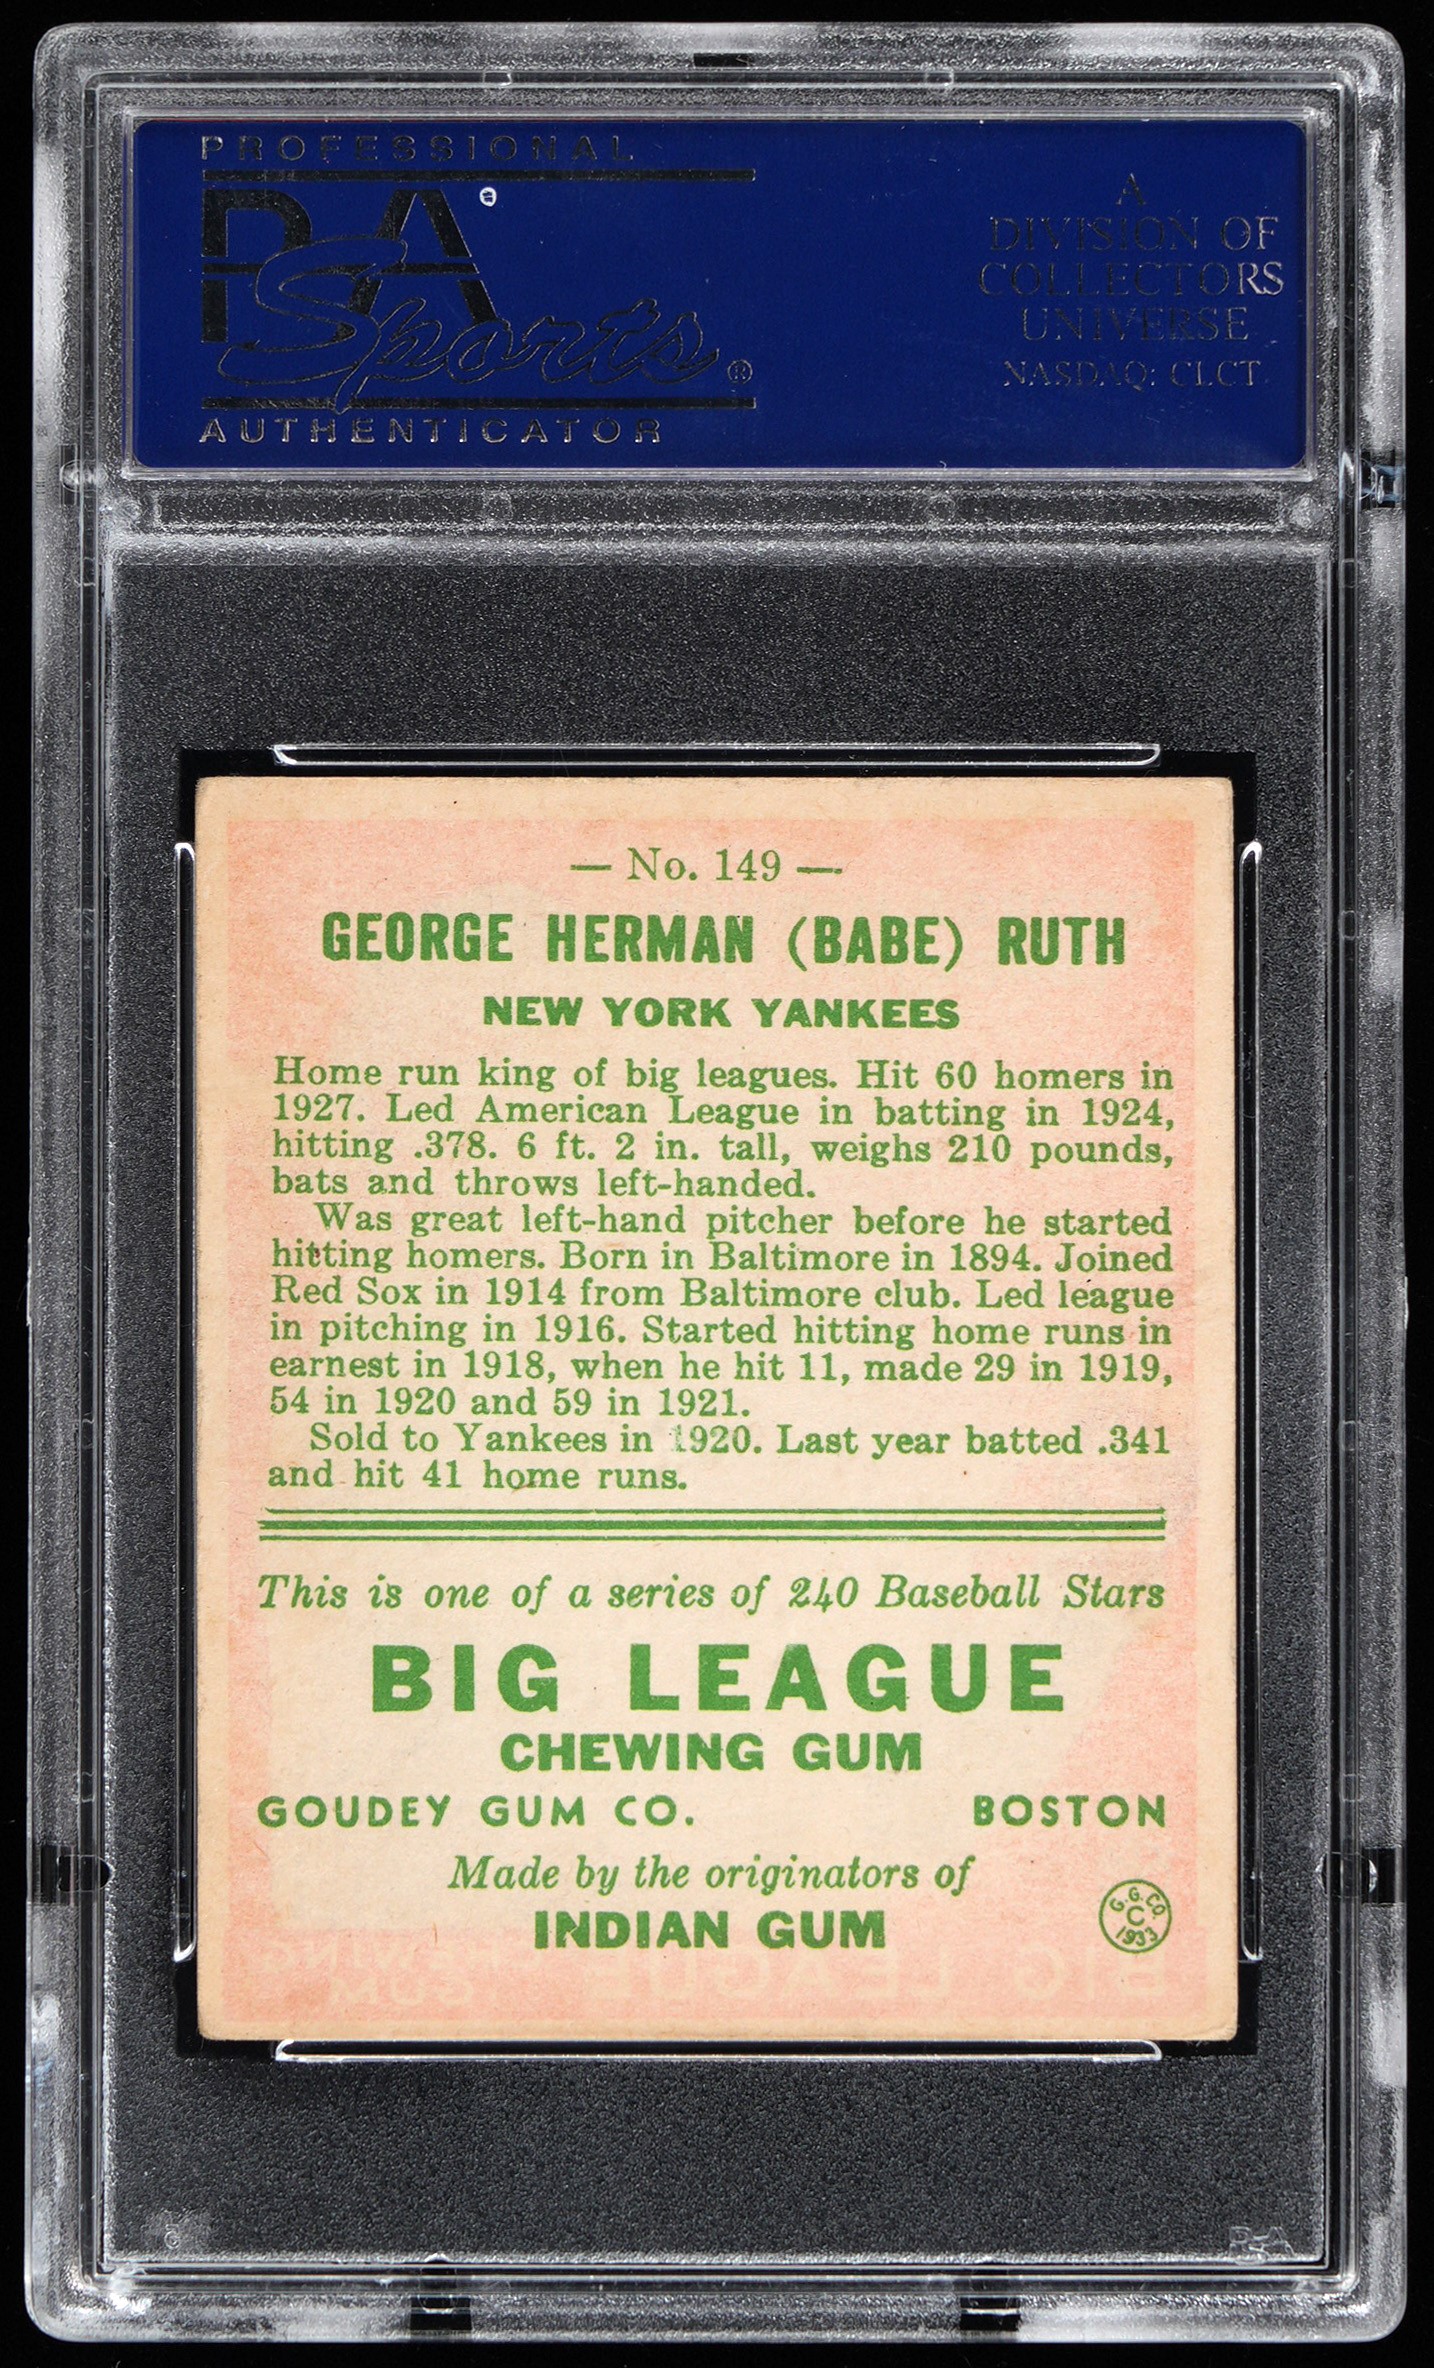 PROFESSIONAL
PSA®
Sports®
AUTHENTICATOR
A
DIVISION OF
COLLECTORS
UNIVERSE
NASDAQ: CLCT
— No. 149 —
GEORGE HERMAN (BABE) RUTH
NEW YORK YANKEES
Home run king of big leagues. Hit 60 homers in
1927. Led American League in batting in 1924,
hitting .378. 6 ft. 2 in. tall, weighs 210 pounds,
bats and throws left-handed.
Was great left-hand pitcher before he started
hitting homers. Born in Baltimore in 1894. Joined
Red Sox in 1914 from Baltimore club. Led league
in pitching in 1916. Started hitting home runs in
earnest in 1918, when he hit 11, made 29 in 1919,
54 in 1920 and 59 in 1921.
Sold to Yankees in 1920. Last year batted .341
and hit 41 home runs.
This is one of a series of 240 Baseball Stars
BIG LEAGUE
CHEWING GUM
GOUDEY GUM CO. BOSTON
Made by the originators of
INDIAN GUM
G.G.CO.
C
1933
BIG LEAGUE CHEWING
GUM
PSA